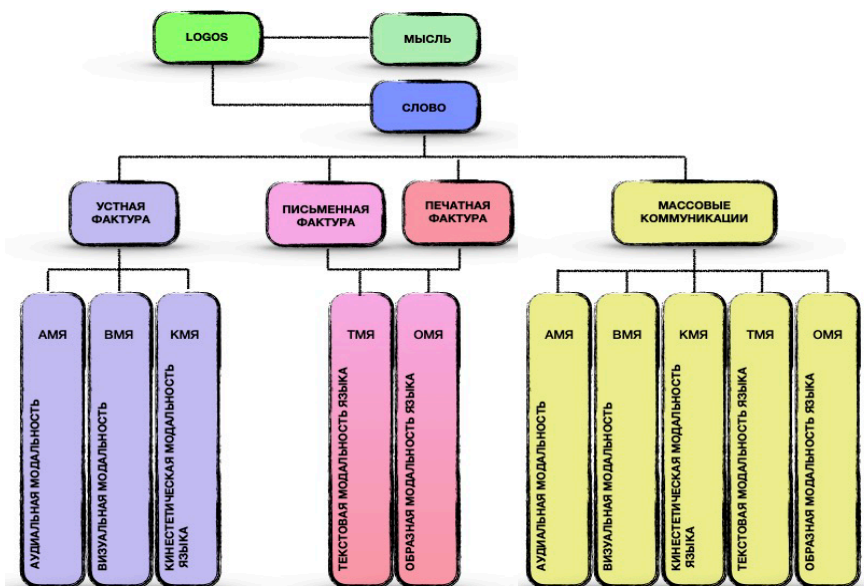 LOGOS
МЫСЛЬ
СЛОВО
УСТНАЯ
ФАКТУРА
ПИСЬМЕННАЯ
ФАКТУРА
ПЕЧАТНАЯ
ФАКТУРА
МАССОВЫЕ
КОММУНИКАЦИИ
АМЯ
АУДИАЛЬНАЯ МОДАЛЬНОСТЬ
ВМЯ
ВИЗУАЛЬНАЯ МОДАЛЬНОСТЬ
КМЯ
КИНЕСТЕТИЧЕСКАЯ МОДАЛЬНОСТЬ
ЯЗЫКА
ТМЯ
ТЕКСТОВАЯ МОДАЛЬНОСТЬ ЯЗЫКА
ОМЯ
ОБРАЗНАЯ МОДАЛЬНОСТЬ ЯЗЫКА
АМЯ
АУДИАЛЬНАЯ МОДАЛЬНОСТЬ
ВМЯ
ВИЗУАЛЬНАЯ МОДАЛЬНОСТЬ
КМЯ
КИНЕСТЕТИЧЕСКАЯ МОДАЛЬНОСТЬ
ЯЗЫКА
ТМЯ
ТЕКСТОВАЯ МОДАЛЬНОСТЬ ЯЗЫКА
ОМЯ
ОБРАЗНАЯ МОДАЛЬНОСТЬ ЯЗЫКА